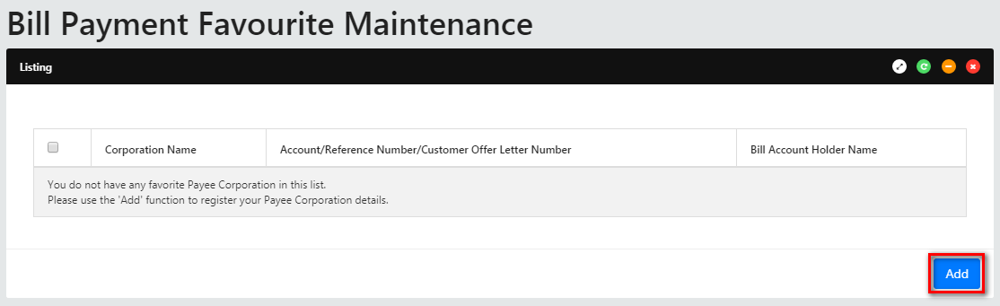 Bill Payment Favourite Maintenance
Listing
Corporation Name
Account/Reference Number/Customer Offer Letter Number
Bill Account Holder Name
You do not have any favorite Payee Corporation in this list.
Please use the 'Add' function to register your Payee Corporation details.
Add